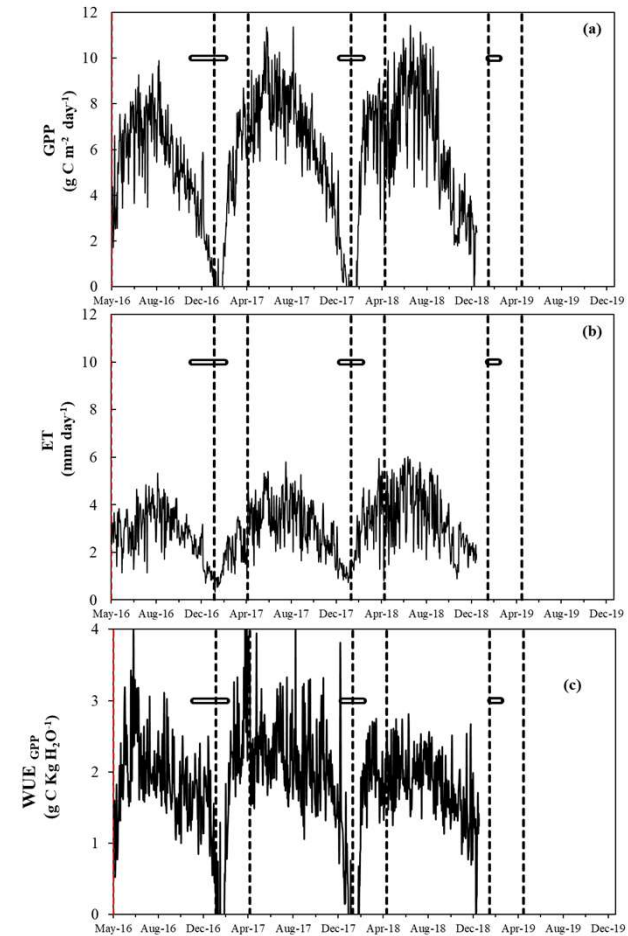 12
(a)
10
8
6
4
2
0
GPP
(g C m⁻² day⁻¹)
May-16 Aug-16 Dec-16 Apr-17 Aug-17 Dec-17 Apr-18 Aug-18 Dec-18 Apr-19 Aug-19 Dec-19
12
(b)
10
8
6
4
2
0
ET
(mm day⁻¹)
May-16 Aug-16 Dec-16 Apr-17 Aug-17 Dec-17 Apr-18 Aug-18 Dec-18 Apr-19 Aug-19 Dec-19
4
3
(c)
2
1
0
WUE GPP
(g C Kg H₂O⁻¹)
May-16 Aug-16 Dec-16 Apr-17 Aug-17 Dec-17 Apr-18 Aug-18 Dec-18 Apr-19 Aug-19 Dec-19